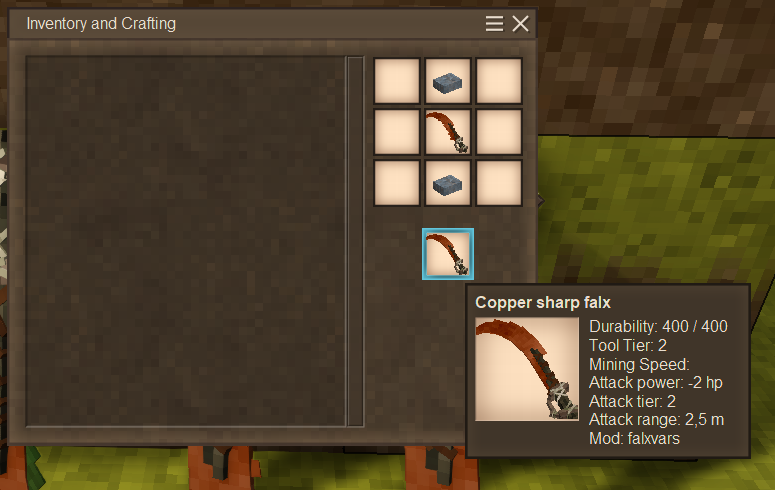 Inventory and Crafting
Copper sharp falx
Durability: 400 / 400
Tool Tier: 2
Mining Speed:
Attack power: -2 hp
Attack tier: 2
Attack range: 2,5 m
Mod: falxvars